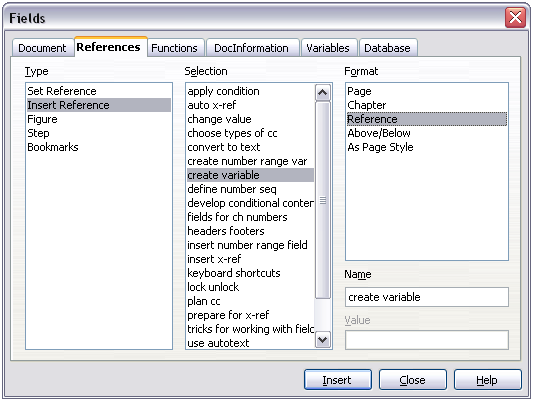 Fields
Document References Functions DocInformation Variables Database
Type
Set Reference
Insert Reference
Figure
Step
Bookmarks
Selection
apply condition
auto x-ref
change value
choose types of cc
convert to text
create number range var
create variable
define number seq
develop conditional conter
fields for ch numbers
headers footers
insert number range field
insert x-ref
keyboard shortcuts
lock unlock
plan cc
prepare for x-ref
tricks for working with field
use autotext
Format
Page
Chapter
Reference
Above/Below
As Page Style
Name
create variable
Value
Insert Close Help